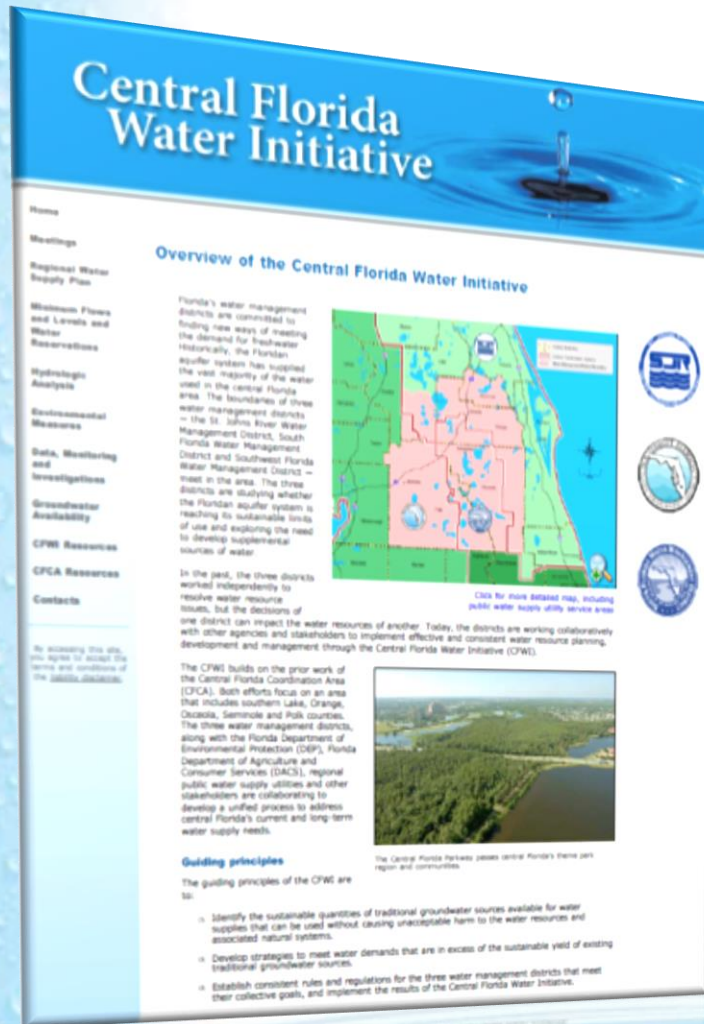 Central Florida
Water Initiative
Home
Meetings
Regional Water
Supply Plan
Minimum Flows
and Levels and
Water
Reservations
Hydrologic
Analysis
Environmental
Measures
Data, Monitoring
and
Investigations
Groundwater
Availability
CFWI Resources
CFCA Resources
Contacts
By accessing this site,
you agree to accept the
terms and conditions of
the liability disclaimer.
Overview of the Central Florida Water Initiative
Florida's water management
districts are committed to
finding new ways of meeting
the demand for freshwater.
Historically, the Floridan
aquifer system has supplied
the vast majority of the water
used in the central Florida
area. The boundaries of three
water management districts
— the St. Johns River Water
Management District, South
Florida Water Management
District and Southwest Florida
Water Management District —
meet in the area. The three
districts are studying whether
the Floridan aquifer system is
reaching its sustainable limits
of use and exploring the need
to develop supplemental
sources of water.
Click for more detailed map, including
public water supply utility service areas
In the past, the three districts
worked independently to
resolve water resource
issues, but the decisions of
one district can impact the water resources of another. Today, the districts are working collaboratively
with other agencies and stakeholders to implement effective and consistent water resource planning,
development and management through the Central Florida Water Initiative (CFWI).
The CFWI builds on the prior work of
the Central Florida Coordination Area
(CFCA). Both efforts focus on an area
that includes southern Lake, Orange,
Osceola, Seminole and Polk counties.
The three water management districts,
along with the Florida Department of
Environmental Protection (DEP), Florida
Department of Agriculture and
Consumer Services (DACS), regional
public water supply utilities and other
stakeholders are collaborating to
develop a unified process to address
central Florida's current and long-term
water supply needs.
The Central Florida Parkway passes central Florida's theme park
region and communities.
Guiding principles
The guiding principles of the CFWI are
to:
Identify the sustainable quantities of traditional groundwater sources available for water
supplies that can be used without causing unacceptable harm to the water resources and
associated natural systems.
Develop strategies to meet water demands that are in excess of the sustainable yield of existing
traditional groundwater sources.
Establish consistent rules and regulations for the three water management districts that meet
their collective goals, and implement the results of the Central Florida Water Initiative.